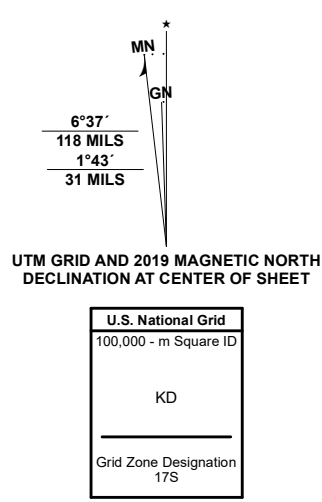 ★
MN
GN
6°37´
118 MILS
1°43´
31 MILS
UTM GRID AND 2019 MAGNETIC NORTH
DECLINATION AT CENTER OF SHEET
U.S. National Grid
100,000 - m Square ID
KD
Grid Zone Designation
17S